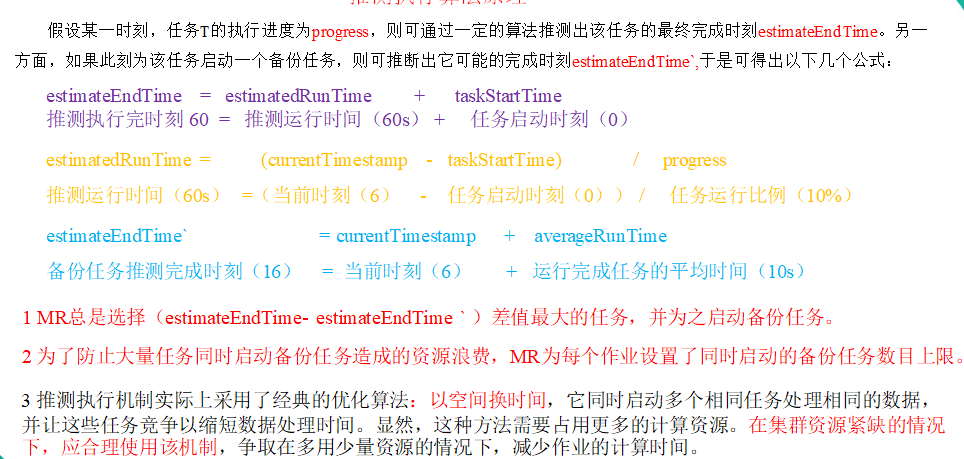 推测执行算法原理
假设某一时刻，任务T的执行进度为progress，则可通过一定的算法推测出该任务的最终完成时刻estimateEndTime。另一
方面，如果此刻为该任务启动一个备份任务，则可推断出它可能的完成时刻estimateEndTime`,于是可得出以下几个公式：
estimateEndTime = estimatedRunTime + taskStartTime
推测执行完时刻 60 = 推测运行时间（60s）+ 任务启动时刻（0）
estimatedRunTime = (currentTimestamp - taskStartTime) / progress
推测运行时间（60s） =（当前时刻（6） - 任务启动时刻（0）） / 任务运行比例（10%）
estimateEndTime` = currentTimestamp + averageRunTime
备份任务推测完成时刻（16） = 当前时刻（6） + 运行完成任务的平均时间（10s）
1 MR总是选择（estimateEndTime- estimateEndTime ` ）差值最大的任务，并为之启动备份任务。
2 为了防止大量任务同时启动备份任务造成的资源浪费，MR为每个作业设置了同时启动的备份任务数目上限。
3 推测执行机制实际上采用了经典的优化算法：以空间换时间，它同时启动多个相同任务处理相同的数据，
并让这些任务竞争以缩短数据处理时间。显然，这种方法需要占用更多的计算资源。在集群资源紧缺的情况
下，应合理使用该机制，争取在多用少量资源的情况下，减少作业的计算时间。